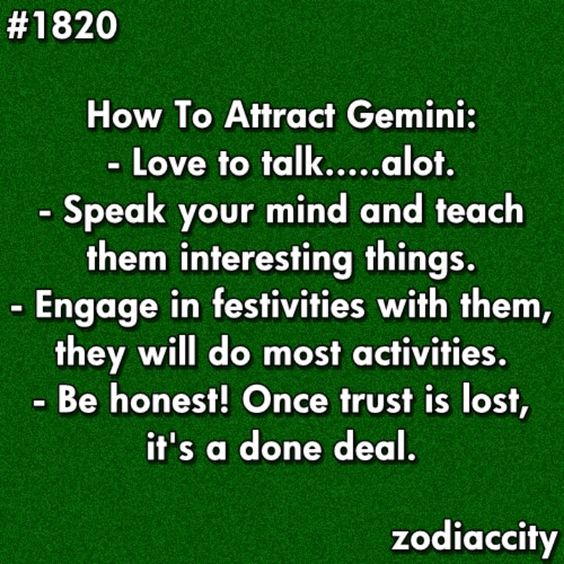 #1820
How To Attract Gemini:
- Love to talk.....alot.
- Speak your mind and teach
them interesting things.
- Engage in festivities with them,
they will do most activities.
- Be honest! Once trust is lost,
it's a done deal.
zodiaccity